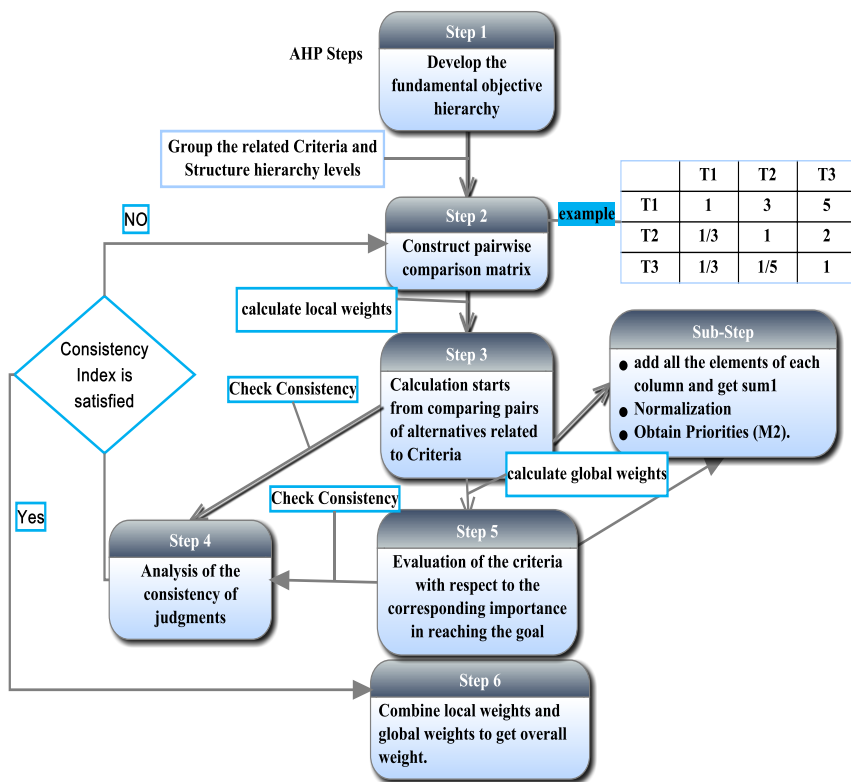 AHP Steps
Step 1
Develop the
fundamental objective
hierarchy
Group the related Criteria and
Structure hierarchy levels
T1 T2 T3
T1 1 3 5
T2 1/3 1 2
T3 1/3 1/5 1
example
NO
Step 2
Construct pairwise
comparison matrix
calculate local weights
Consistency
Index is
satisfied
Check Consistency
Step 3
Calculation starts
from comparing pairs
of alternatives related
to Criteria
Sub-Step
● add all the elements of each
column and get sum1
● Normalization
● Obtain Priorities (M2).
calculate global weights
Check Consistency
Yes
Step 4
Analysis of the
consistency of
judgments
Step 5
Evaluation of the criteria
with respect to the
corresponding importance
in reaching the goal
Step 6
Combine local weights and
global weights to get overall
weight.